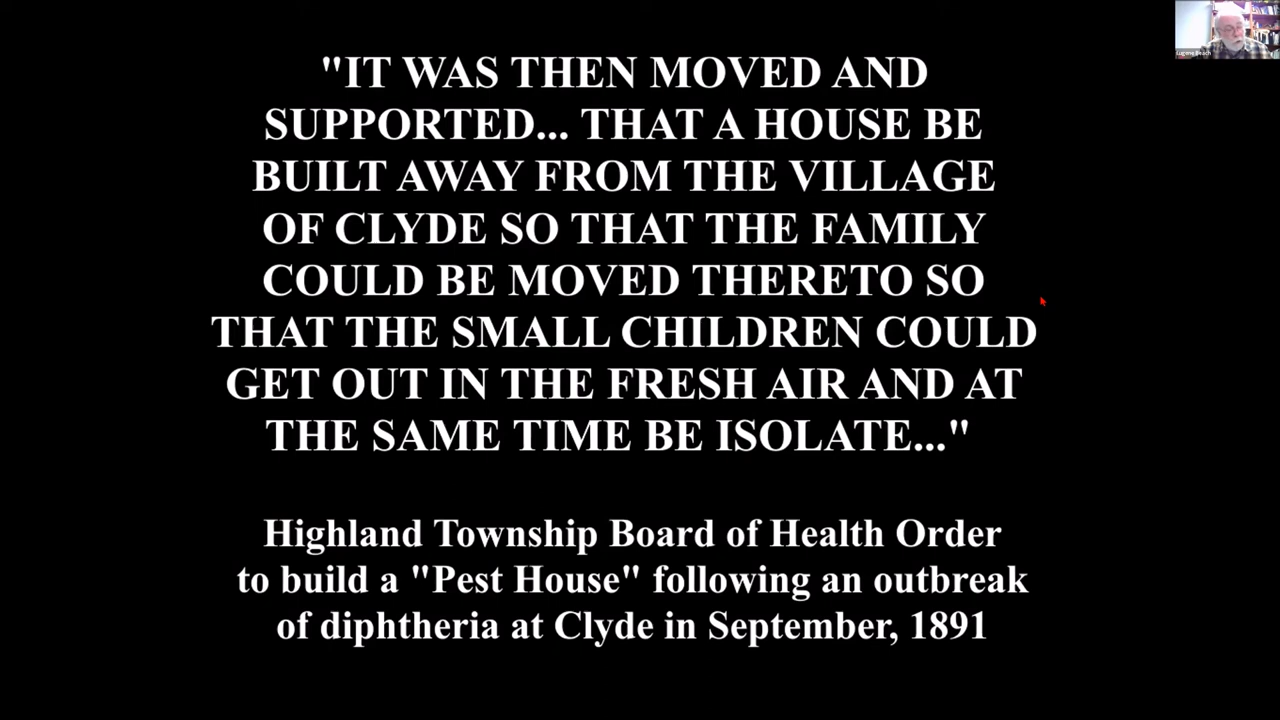 "IT WAS THEN MOVED AND
SUPPORTED... THAT A HOUSE BE
BUILT AWAY FROM THE VILLAGE
OF CLYDE SO THAT THE FAMILY
COULD BE MOVED THERETO SO
THAT THE SMALL CHILDREN COULD
GET OUT IN THE FRESH AIR AND AT
THE SAME TIME BE ISOLATE..."
Highland Township Board of Health Order
to build a "Pest House" following an outbreak
of diphtheria at Clyde in September, 1891
Eugene Beach